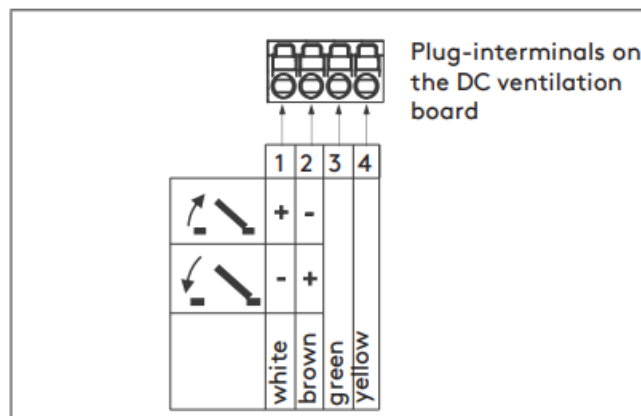 Plug-interminals on
the DC ventilation
board
1 2 3 4
+ -
- +
white brown green yellow